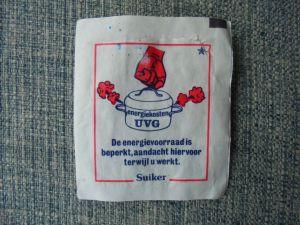 energiekosten
UVG
De energievoorraad is
beperkt, aandacht hiervoor
terwijl u werkt.
Suiker